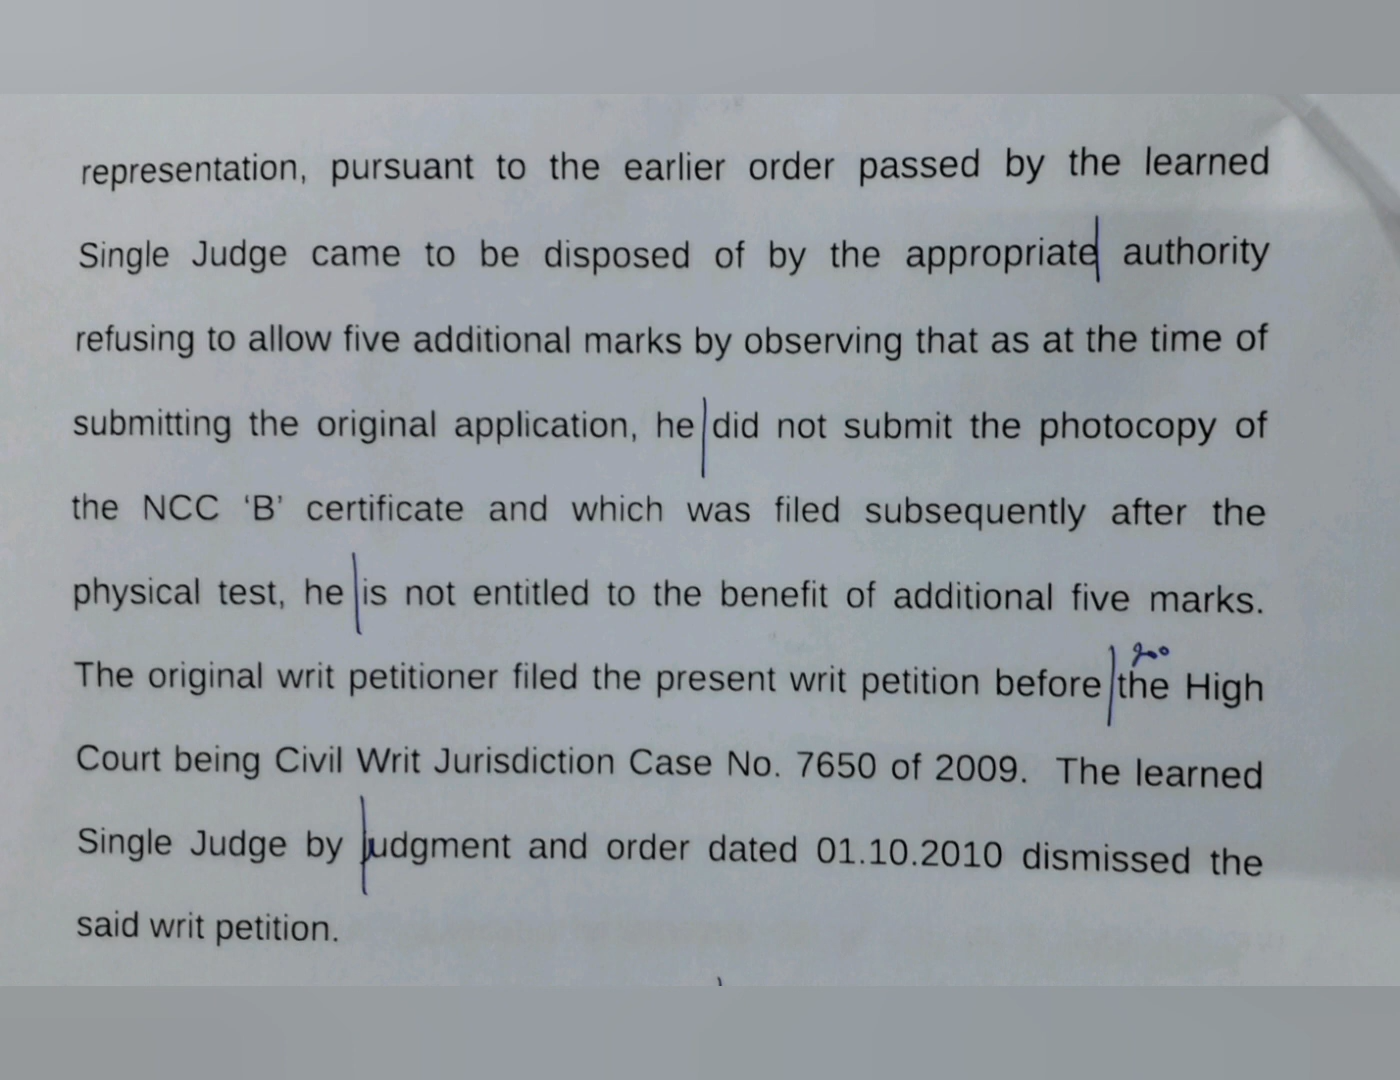 representation, pursuant to the earlier order passed by the learned
Single Judge came to be disposed of by the appropriate authority
refusing to allow five additional marks by observing that as at the time of
submitting the original application, he did not submit the photocopy of
the NCC ‘B’ certificate and which was filed subsequently after the
physical test, he is not entitled to the benefit of additional five marks.
200
The original writ petitioner filed the present writ petition before the High
Court being Civil Writ Jurisdiction Case No. 7650 of 2009. The learned
Single Judge by judgment and order dated 01.10.2010 dismissed the
said writ petition.